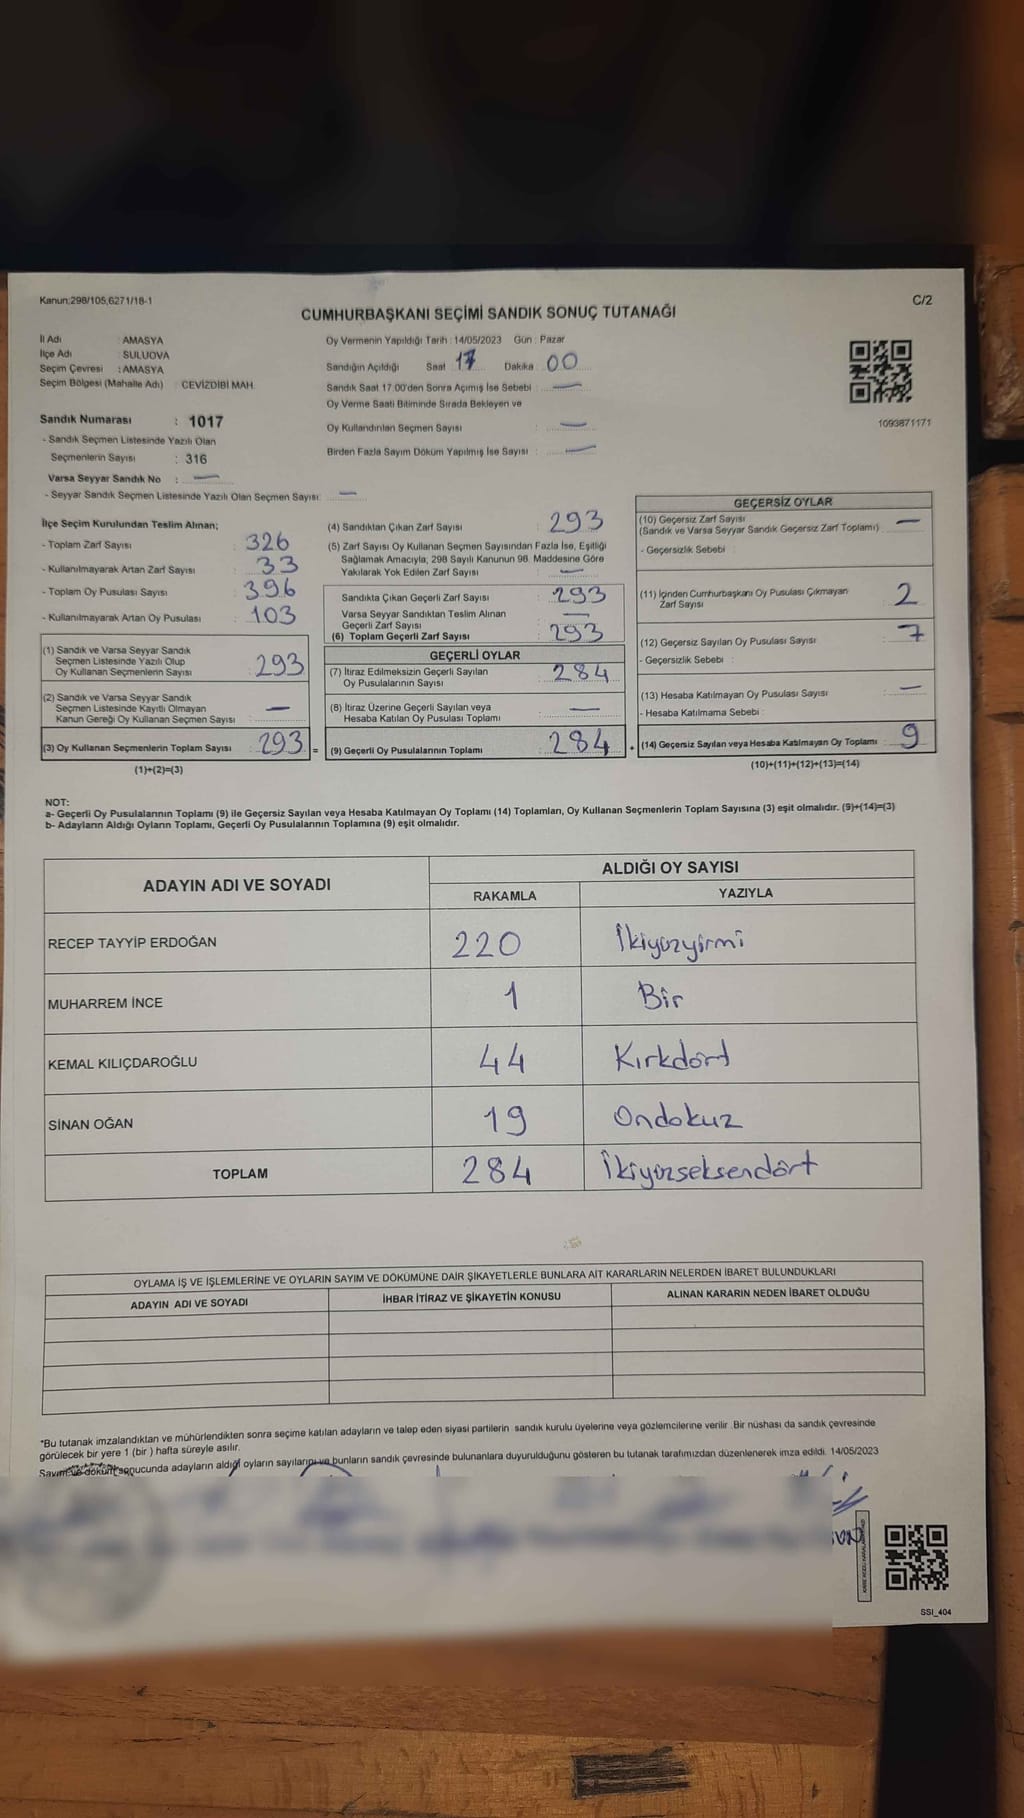 Kanun:298/105,6271/18-1
C/2
CUMHURBAŞKANI SEÇİMİ SANDIK SONUÇ TUTANAĞI
İl Adı : AMASYA
İlçe Adı : SULUOVA
Seçim Çevresi : AMASYA
Seçim Bölgesi (Mahalle Adı) : CEVİZDİBİ MAH.
Oy Vermenin Yapıldığı Tarih : 14/05/2023 Gün : Pazar
Sandığın Açıldığı Saat 17 Dakika 00
Sandık Saat 17.00'den Sonra Açımış İse Sebebi : —
Oy Verme Saati Bitiminde Sırada Bekleyen ve
Oy Kullandırılan Seçmen Sayısı : —
Birden Fazla Sayım Döküm Yapılmış İse Sayısı : —
1093871171
Sandık Numarası : 1017
- Sandık Seçmen Listesinde Yazılı Olan
Seçmenlerin Sayısı : 316
Varsa Seyyar Sandık No : —
- Seyyar Sandık Seçmen Listesinde Yazılı Olan Seçmen Sayısı: —
İlçe Seçim Kurulundan Teslim Alınan;
- Toplam Zarf Sayısı : 326
- Kullanılmayarak Artan Zarf Sayısı : 33
- Toplam Oy Pusulası Sayısı : 396
- Kullanılmayarak Artan Oy Pusulası : 103
(1) Sandık ve Varsa Seyyar Sandık
Seçmen Listesinde Yazılı Olup
Oy Kullanan Seçmenlerin Sayısı : 293
(2) Sandık ve Varsa Seyyar Sandık
Seçmen Listesinde Kayıtlı Olmayan
Kanun Gereği Oy Kullanan Seçmen Sayısı : —
(3) Oy Kullanan Seçmenlerin Toplam Sayısı : 293 =
(1)+(2)=(3)
(4) Sandıktan Çıkan Zarf Sayısı : 293
(5) Zarf Sayısı Oy Kullanan Seçmen Sayısından Fazla İse, Eşitliği
Sağlamak Amacıyla, 298 Sayılı Kanunun 98. Maddesine Göre
Yakılarak Yok Edilen Zarf Sayısı : —
Sandıkta Çıkan Geçerli Zarf Sayısı : 293
Varsa Seyyar Sandıktan Teslim Alınan
Geçerli Zarf Sayısı : —
(6) Toplam Geçerli Zarf Sayısı : 293
GEÇERLİ OYLAR
(7) İtiraz Edilmeksizin Geçerli Sayılan
Oy Pusulalarının Sayısı : 284
(8) İtiraz Üzerine Geçerli Sayılan veya
Hesaba Katılan Oy Pusulası Toplamı : —
(9) Geçerli Oy Pusulalarının Toplamı : 284
GEÇERSİZ OYLAR
(10) Geçersiz Zarf Sayısı
(Sandık ve Varsa Seyyar Sandık Geçersiz Zarf Toplamı) : —
- Geçersizlik Sebebi :
(11) İçinden Cumhurbaşkanı Oy Pusulası Çıkmayan
Zarf Sayısı : 2
(12) Geçersiz Sayılan Oy Pusulası Sayısı : 7
- Geçersizlik Sebebi :
(13) Hesaba Katılmayan Oy Pusulası Sayısı : —
- Hesaba Katılmama Sebebi :
(14) Geçersiz Sayılan veya Hesaba Katılmayan Oy Toplamı : 9
(10)+(11)+(12)+(13)=(14)
NOT:
a- Geçerli Oy Pusulalarının Toplamı (9) ile Geçersiz Sayılan veya Hesaba Katılmayan Oy Toplamı (14) Toplamları, Oy Kullanan Seçmenlerin Toplam Sayısına (3) eşit olmalıdır. (9)+(14)=(3)
b- Adayların Aldığı Oyların Toplamı, Geçerli Oy Pusulalarının Toplamına (9) eşit olmalıdır.
ADAYIN ADI VE SOYADI
ALDIĞI OY SAYISI
RAKAMLA YAZIYLA
RECEP TAYYİP ERDOĞAN 220 İkiyüzyirmi
MUHARREM İNCE 1 Bir
KEMAL KILIÇDAROĞLU 44 Kırkdört
SİNAN OĞAN 19 Ondokuz
TOPLAM 284 İkiyüzseksendört
OYLAMA İŞ VE İŞLEMLERİNE VE OYLARIN SAYIM VE DÖKÜMÜNE DAİR ŞİKAYETLERLE BUNLARA AİT KARARLARIN NELERDEN İBARET BULUNDUKLARI
ADAYIN ADI VE SOYADI İHBAR İTİRAZ VE ŞİKAYETİN KONUSU ALINAN KARARIN NEDEN İBARET OLDUĞU
*Bu tutanak imzalandıktan ve mühürlendikten sonra seçime katılan adayların ve talep eden siyasi partilerin sandık kurulu üyelerine veya gözlemcilerine verilir. Bir nüshası da sandık çevresinde
görülecek bir yere 1 (bir ) hafta süreyle asılır.
Sayım ve döküm sonucunda adayların aldığı oyların sayılarını ve bunların sandık çevresinde bulunanlara duyurulduğunu gösteren bu tutanak tarafımızdan düzenlenerek imza edildi. 14/05/2023
SSI_404